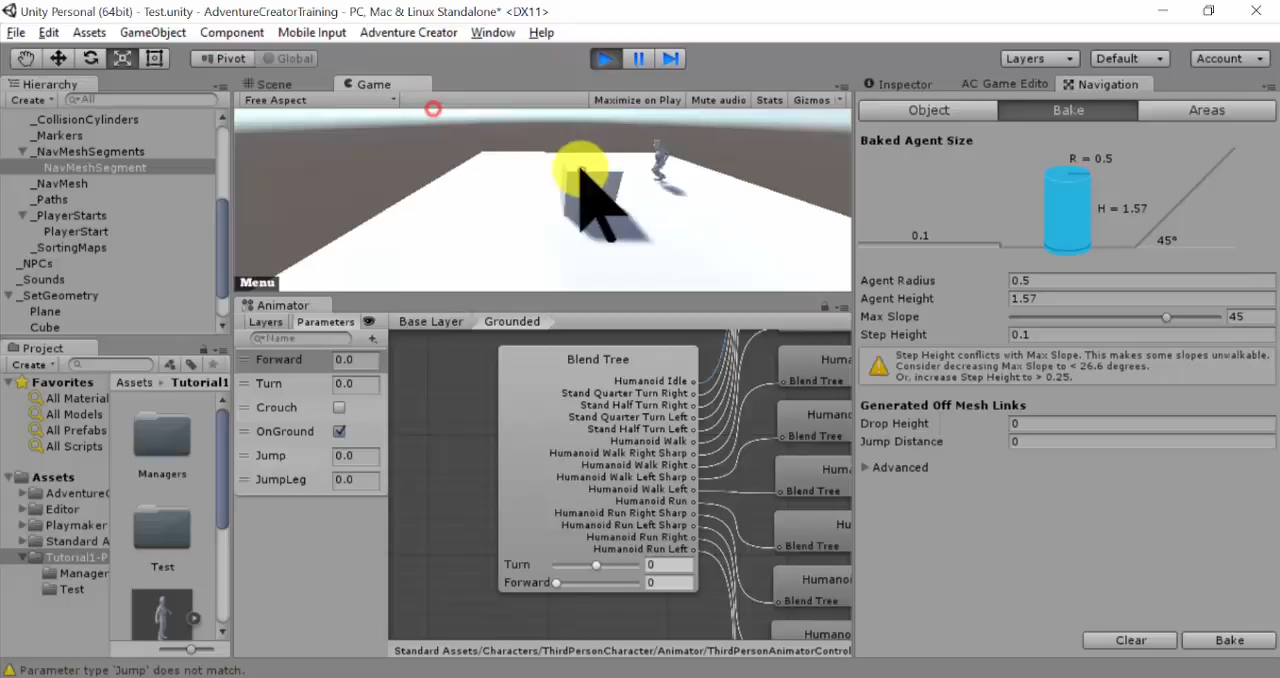 Unity Personal (64bit) - Test.unity - AdventureCreatorTraining - PC, Mac & Linux Standalone* <DX11>
File Edit Assets GameObject Component Mobile Input Adventure Creator Window Help
Pivot Global Layers Default Account
Hierarchy
Create All
_CollisionCylinders
_Markers
_NavMeshSegments
NavMeshSegment
_NavMesh
_Paths
_PlayerStarts
PlayerStart
_SortingMaps
_NPCs
_Sounds
_SetGeometry
Plane
Cube
Scene Game
Free Aspect Maximize on Play Mute audio Stats Gizmos
Menu
Animator
Layers Parameters Base Layer Grounded
Name
Forward 0.0
Turn 0.0
Crouch
OnGround
Jump 0.0
JumpLeg 0.0
Blend Tree
Humanoid Idle
Stand Quarter Turn Right
Stand Half Turn Right
Stand Quarter Turn Left
Stand Half Turn Left
Humanoid Walk
Humanoid Walk Right Sharp
Humanoid Walk Right
Humanoid Walk Left Sharp
Humanoid Walk Left
Humanoid Run
Humanoid Run Right Sharp
Humanoid Run Left Sharp
Humanoid Run Right
Humanoid Run Left
Turn 0
Forward 0
Huma
Blend Tree
Humano
Blend Tree
Hum
Blend Tree
Hu
Blend Tree
Humanoi
Blend Tree
Humano
Standard Assets/Characters/ThirdPersonCharacter/Animator/ThirdPersonAnimatorControl
Project
Create
Favorites
All Material
All Models
All Prefabs
All Scripts
Assets
AdventureC
Editor
Playmaker
Standard A
Tutorial1-P
Manager
Test
Assets Tutorial1
Managers
Test
Inspector AC Game Edito Navigation
Object Bake Areas
Baked Agent Size
R = 0.5
H = 1.57
0.1
45°
Agent Radius 0.5
Agent Height 1.57
Max Slope 45
Step Height 0.1
Step Height conflicts with Max Slope. This makes some slopes unwalkable.
Consider decreasing Max Slope to < 26.6 degrees.
Or, increase Step Height to > 0.25.
Generated Off Mesh Links
Drop Height 0
Jump Distance 0
Advanced
Clear Bake
Parameter type 'Jump' does not match.